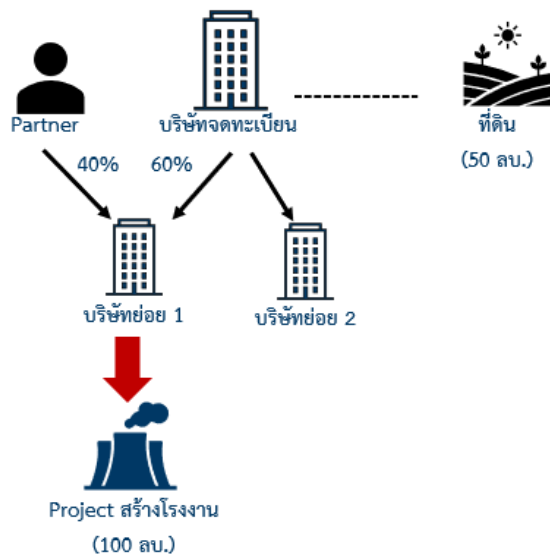 Partner
บริษัทจดทะเบียน
ที่ดิน
(50 ลบ.)
40%
60%
บริษัทย่อย 1
บริษัทย่อย 2
Project สร้างโรงงาน
(100 ลบ.)